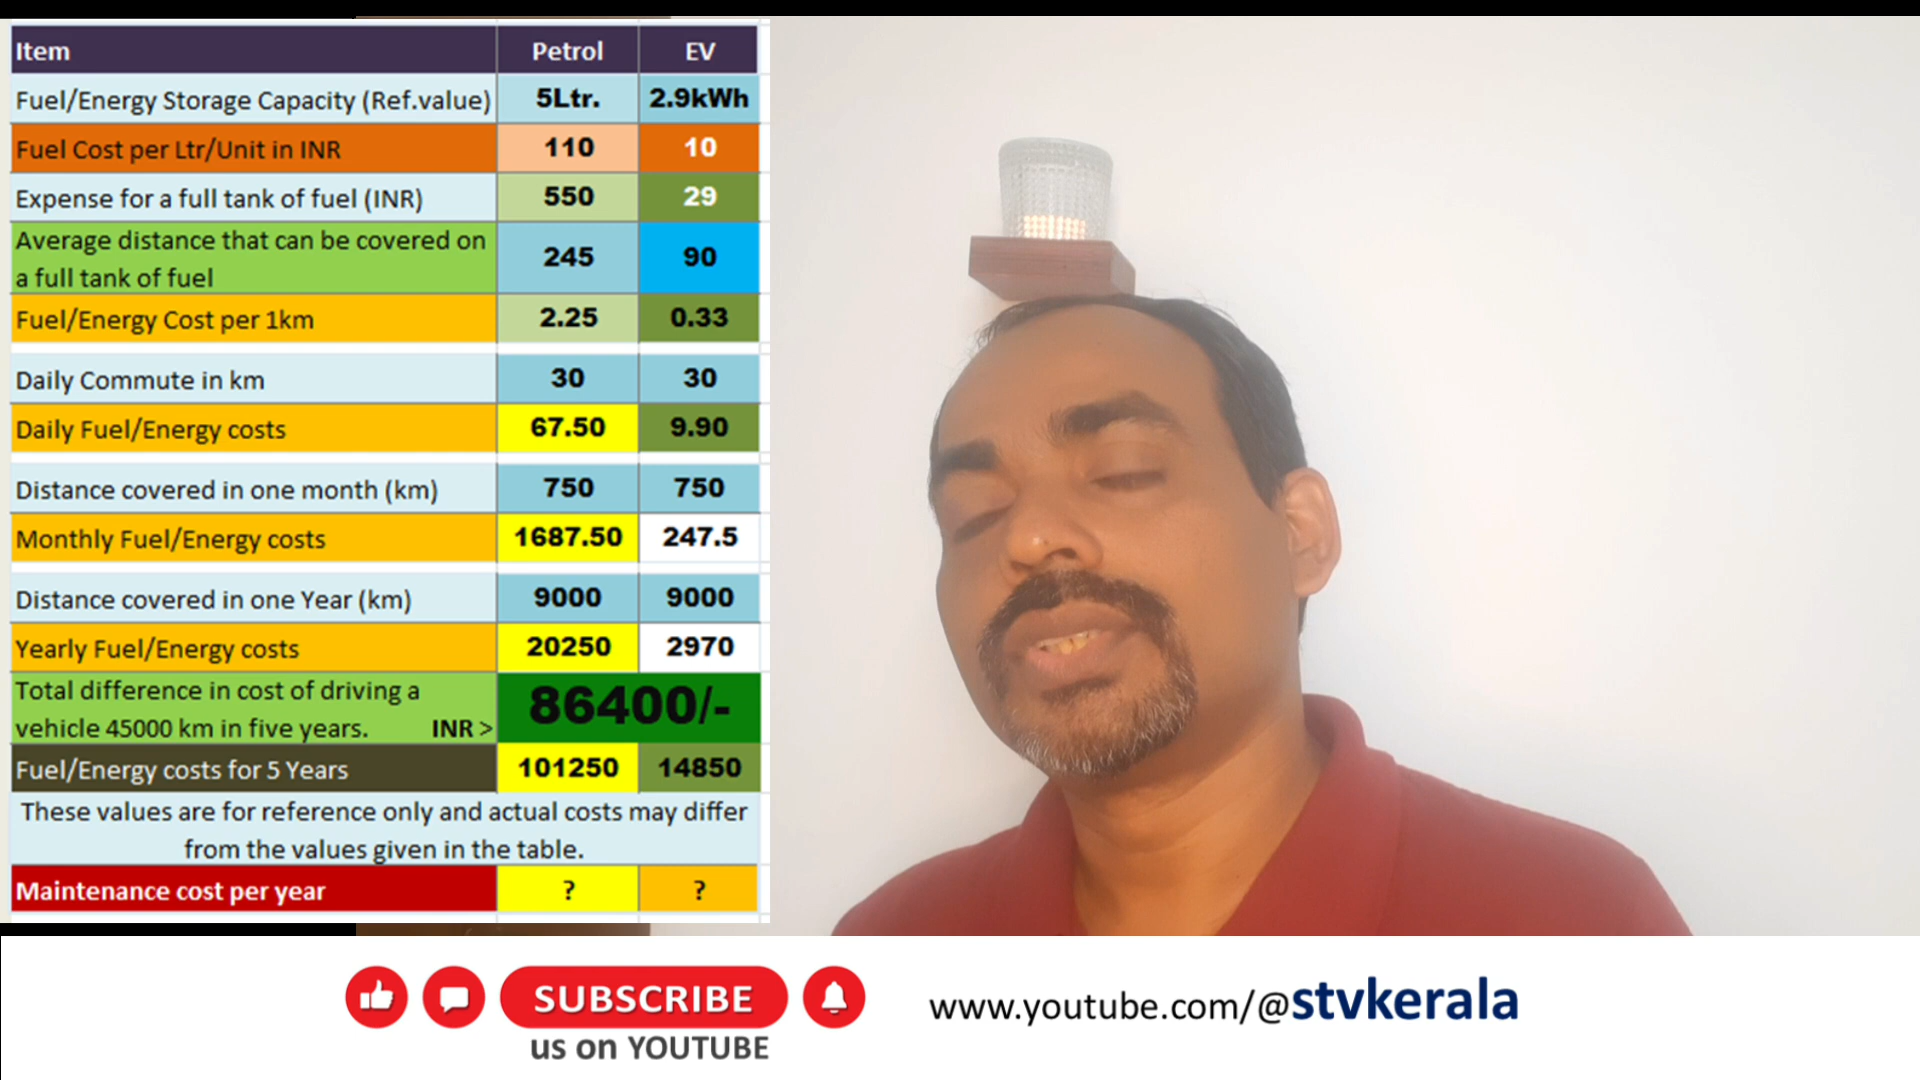 Item Petrol EV
Fuel/Energy Storage Capacity (Ref.value) 5Ltr. 2.9kWh
Fuel Cost per Ltr/Unit in INR 110 10
Expense for a full tank of fuel (INR) 550 29
Average distance that can be covered on
a full tank of fuel 245 90
Fuel/Energy Cost per 1km 2.25 0.33
Daily Commute in km 30 30
Daily Fuel/Energy costs 67.50 9.90
Distance covered in one month (km) 750 750
Monthly Fuel/Energy costs 1687.50 247.5
Distance covered in one Year (km) 9000 9000
Yearly Fuel/Energy costs 20250 2970
Total difference in cost of driving a
vehicle 45000 km in five years. INR > 86400/-
Fuel/Energy costs for 5 Years 101250 14850
These values are for reference only and actual costs may differ
from the values given in the table.
Maintenance cost per year ? ?
SUBSCRIBE
us on YOUTUBE
www.youtube.com/@stvkerala